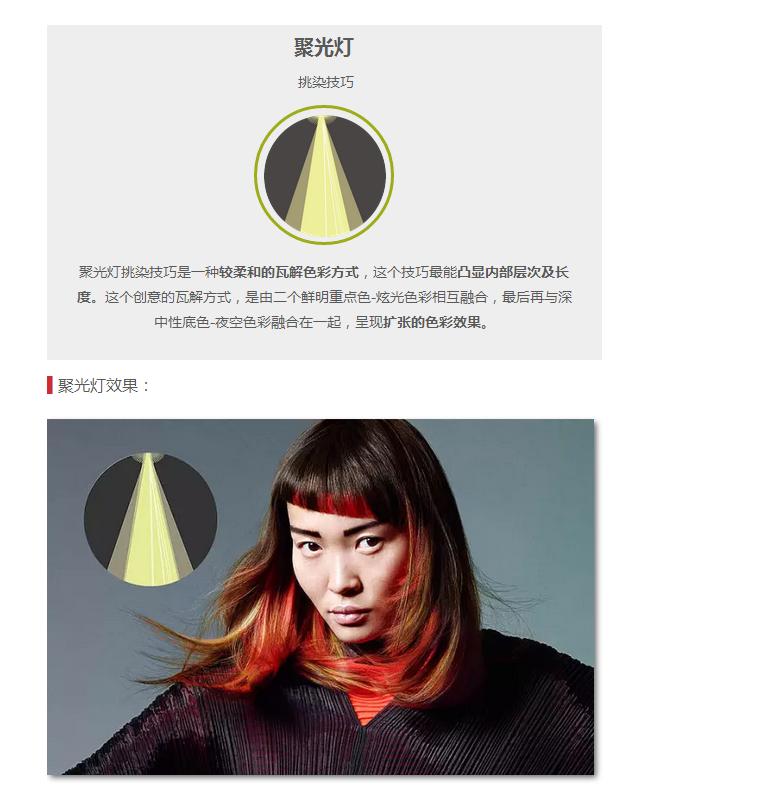 聚光灯
挑染技巧
聚光灯挑染技巧是一种较柔和的瓦解色彩方式，这个技巧最能凸显内部层次及长
度。这个创意的瓦解方式，是由二个鲜明重点色-炫光色彩相互融合，最后再与深
中性底色-夜空色彩融合在一起，呈现扩张的色彩效果。
聚光灯效果：